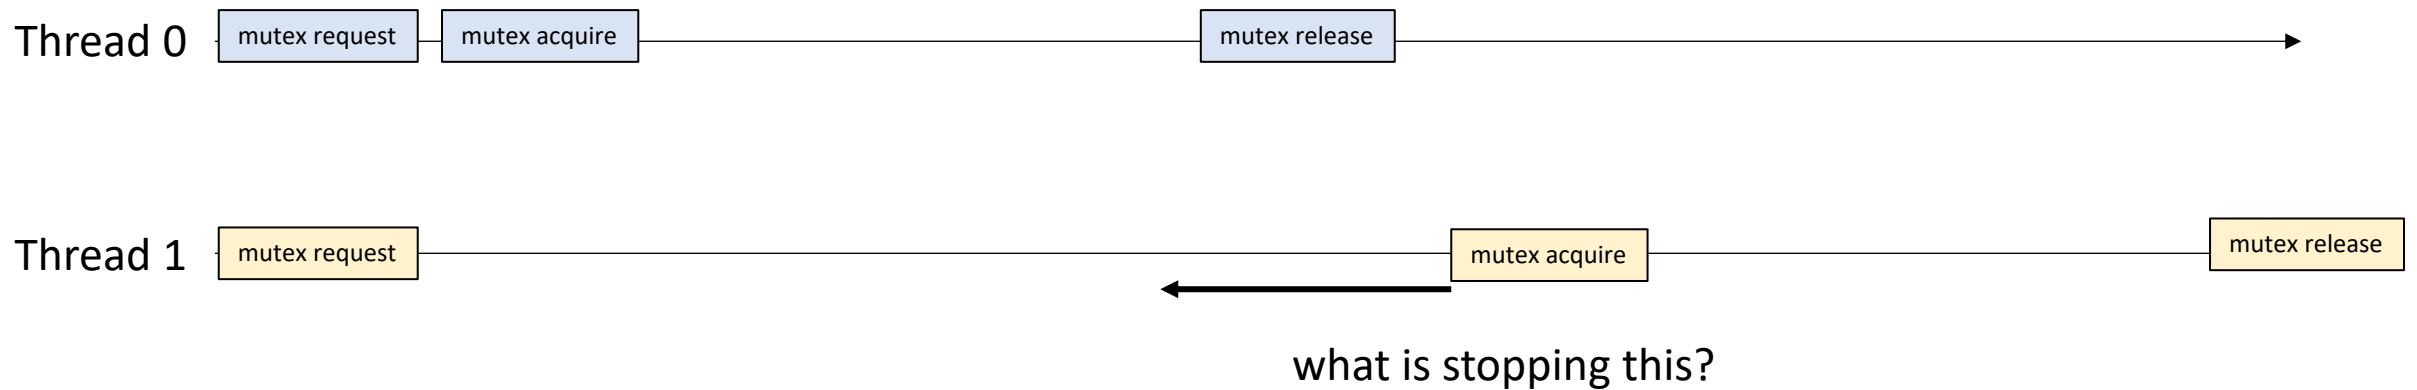 Thread 0
mutex request
mutex acquire
mutex release
Thread 1
mutex request
mutex acquire
mutex release
what is stopping this?